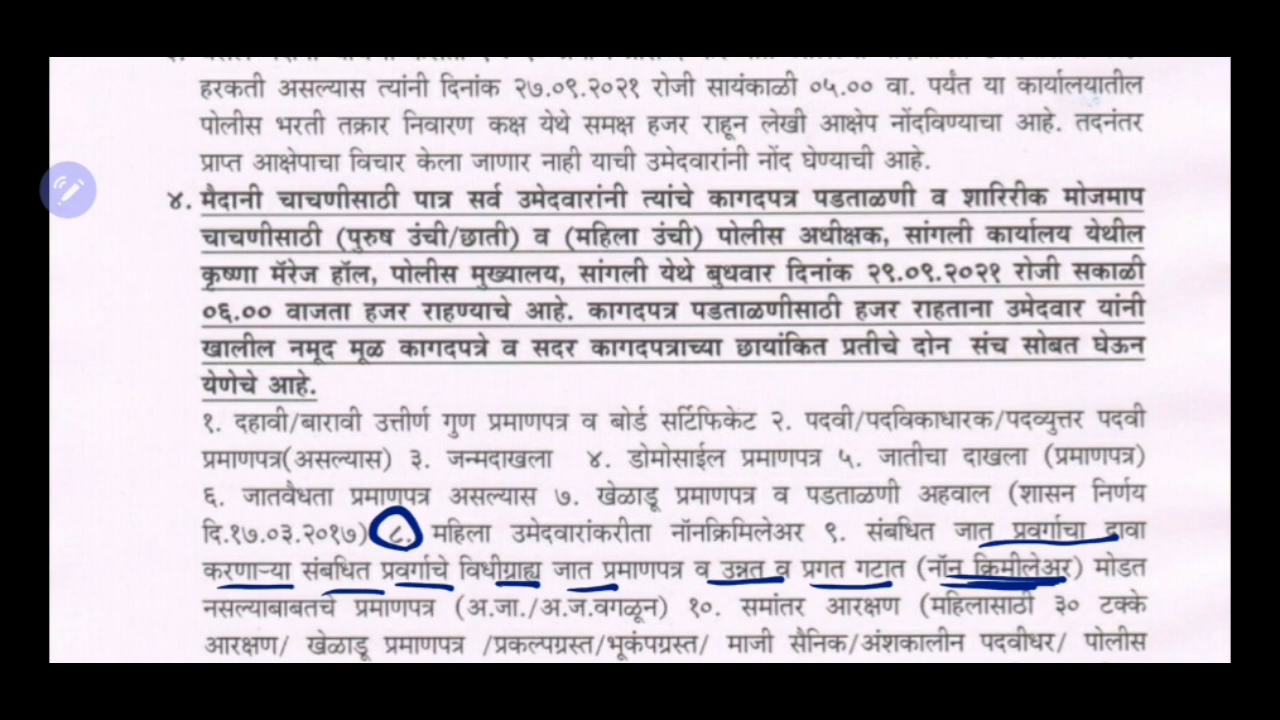 हरकती असल्यास त्यांनी दिनांक २७.०९.२०२१ रोजी सायंकाळी ०५.०० वा. पर्यंत या कार्यालयातील
पोलीस भरती तक्रार निवारण कक्ष येथे समक्ष हजर राहून लेखी आक्षेप नोंदविण्याचा आहे. तदनंतर
प्राप्त आक्षेपाचा विचार केला जाणार नाही याची उमेदवारांनी नोंद घेण्याची आहे.
४. मैदानी चाचणीसाठी पात्र सर्व उमेदवारांनी त्यांचे कागदपत्र पडताळणी व शारिरीक मोजमाप
चाचणीसाठी (पुरुष उंची/छाती) व (महिला उंची) पोलीस अधीक्षक, सांगली कार्यालय येथील
कृष्णा मॅरेज हॉल, पोलीस मुख्यालय, सांगली येथे बुधवार दिनांक २९.०९.२०२१ रोजी सकाळी
०६.०० वाजता हजर राहण्याचे आहे. कागदपत्र पडताळणीसाठी हजर राहताना उमेदवार यांनी
खालील नमूद मूळ कागदपत्रे व सदर कागदपत्राच्या छायांकित प्रतीचे दोन संच सोबत घेऊन
येणेचे आहे.
१. दहावी/बारावी उत्तीर्ण गुण प्रमाणपत्र व बोर्ड सर्टिफिकेट २. पदवी/पदविकाधारक/पदव्युत्तर पदवी
प्रमाणपत्र(असल्यास) ३. जन्मदाखला ४. डोमोसाईल प्रमाणपत्र ५. जातीचा दाखला (प्रमाणपत्र)
६. जातवैधता प्रमाणपत्र असल्यास ७. खेळाडू प्रमाणपत्र व पडताळणी अहवाल (शासन निर्णय
दि.१७.०३.२०१७) ८. महिला उमेदवारांकरीता नॉनक्रिमिलेअर ९. संबधित जात प्रवर्गाचा दावा
करणाऱ्या संबधित प्रवर्गाचे विधीग्राह्य जात प्रमाणपत्र व उन्नत व प्रगत गटात (नॉन क्रिमीलेअर) मोडत
नसल्याबाबतचे प्रमाणपत्र (अ.जा./अ.ज.वगळून) १०. समांतर आरक्षण (महिलासाठी ३० टक्के
आरक्षण/ खेळाडू प्रमाणपत्र /प्रकल्पग्रस्त/भूकंपग्रस्त/ माजी सैनिक/अंशकालीन पदवीधर/ पोलीस